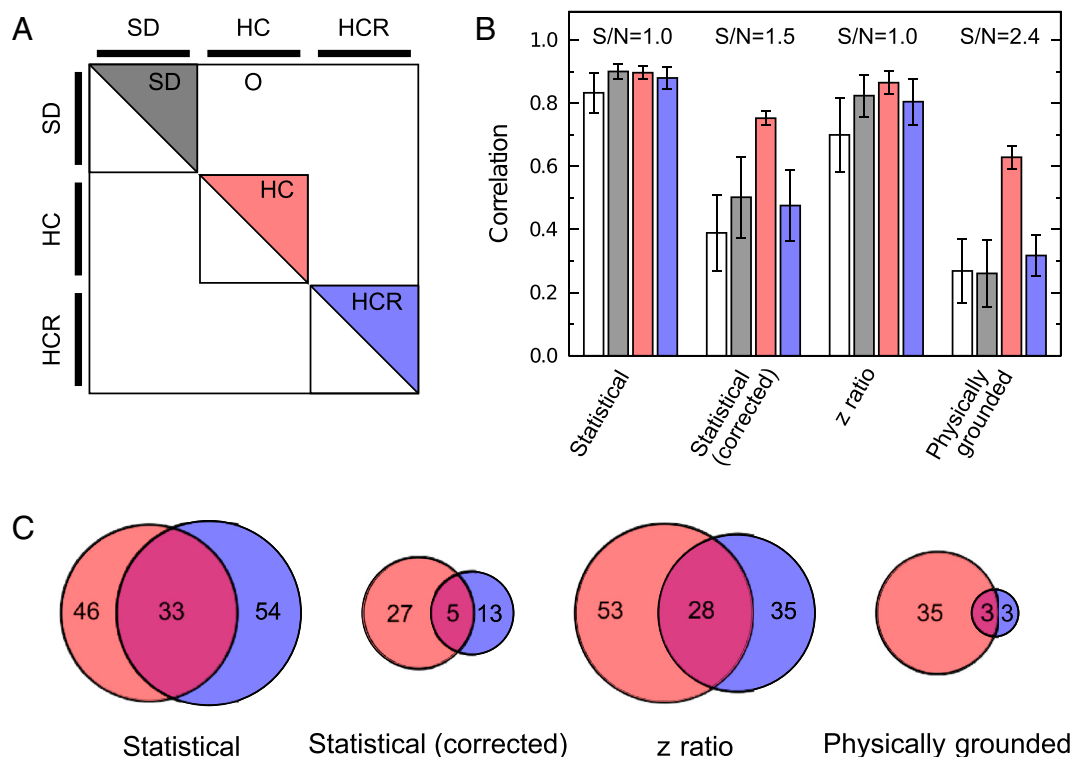 A
SD HC HCR
SD
HC
HCR
SD
O
HC
HCR
B
S/N=1.0 S/N=1.5 S/N=1.0 S/N=2.4
Correlation
1.0
0.8
0.6
0.4
0.2
0.0
Statistical
Statistical
(corrected)
z ratio
Physically
grounded
C
46 33 54
27 5 13
53 28 35
35 3 3
Statistical
Statistical (corrected)
z ratio
Physically grounded